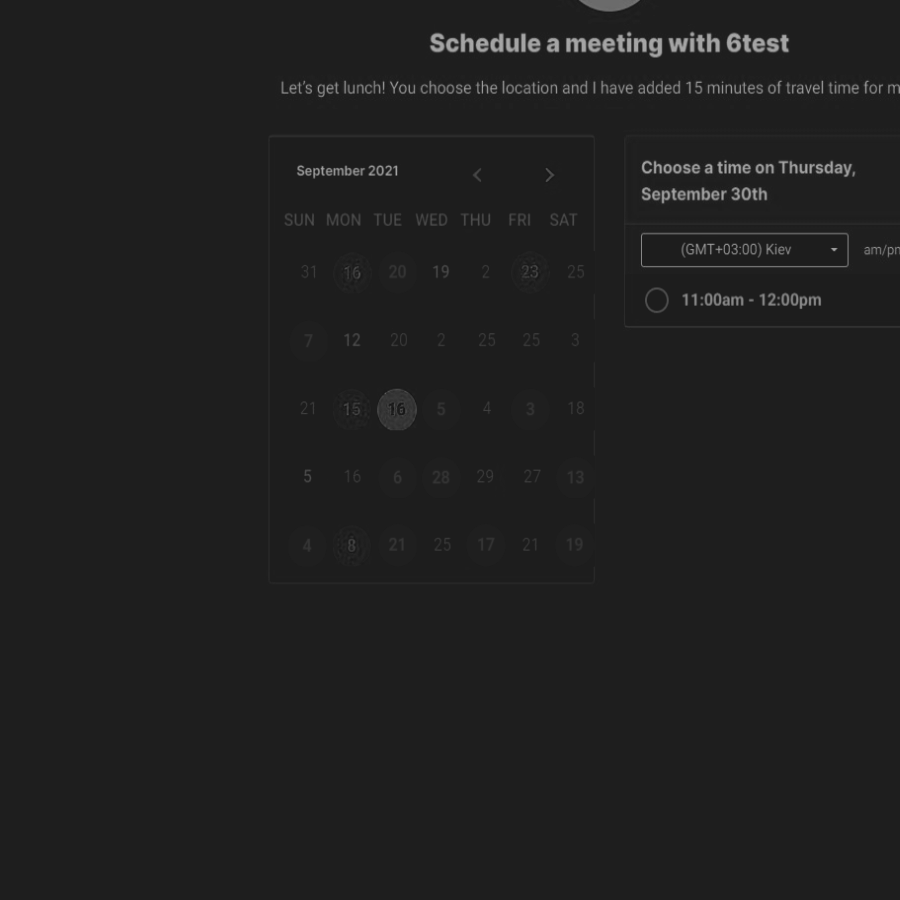 Schedule a meeting with 6test
Let's get lunch! You choose the location and I have added 15 minutes of travel time for m
September 2021
SUN MON TUE WED THU FRI SAT
31 16 20 19 2 23 25
7 12 20 2 25 25 3
21 15 16 5 4 3 18
5 16 6 28 29 27 13
4 8 21 25 17 21 19
Choose a time on Thursday,
September 30th
(GMT+03:00) Kiev am/pm
11:00am - 12:00pm